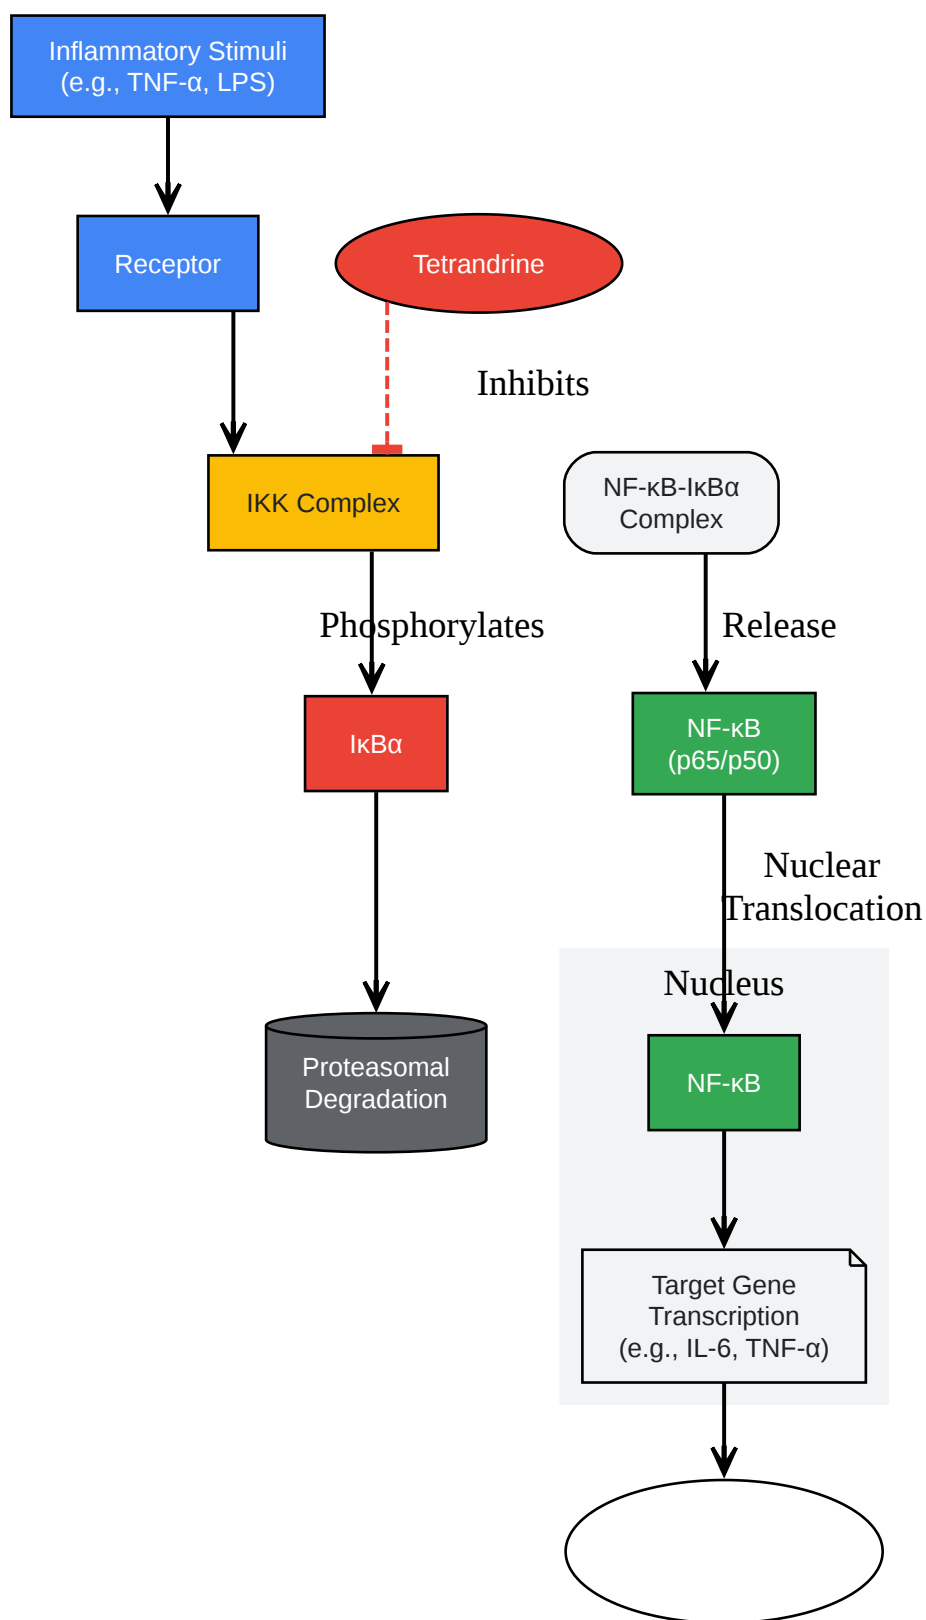 Inflammatory Stimuli
(e.g., TNF-α, LPS)
Receptor
Tetrandrine
Inhibits
IKK Complex
NF-κB-IκBα
Complex
Phosphorylates
Release
IκBα
NF-κB
(p65/p50)
Nuclear
Translocation
Nucleus
Proteasomal
Degradation
NF-κB
Target Gene
Transcription
(e.g., IL-6, TNF-α)